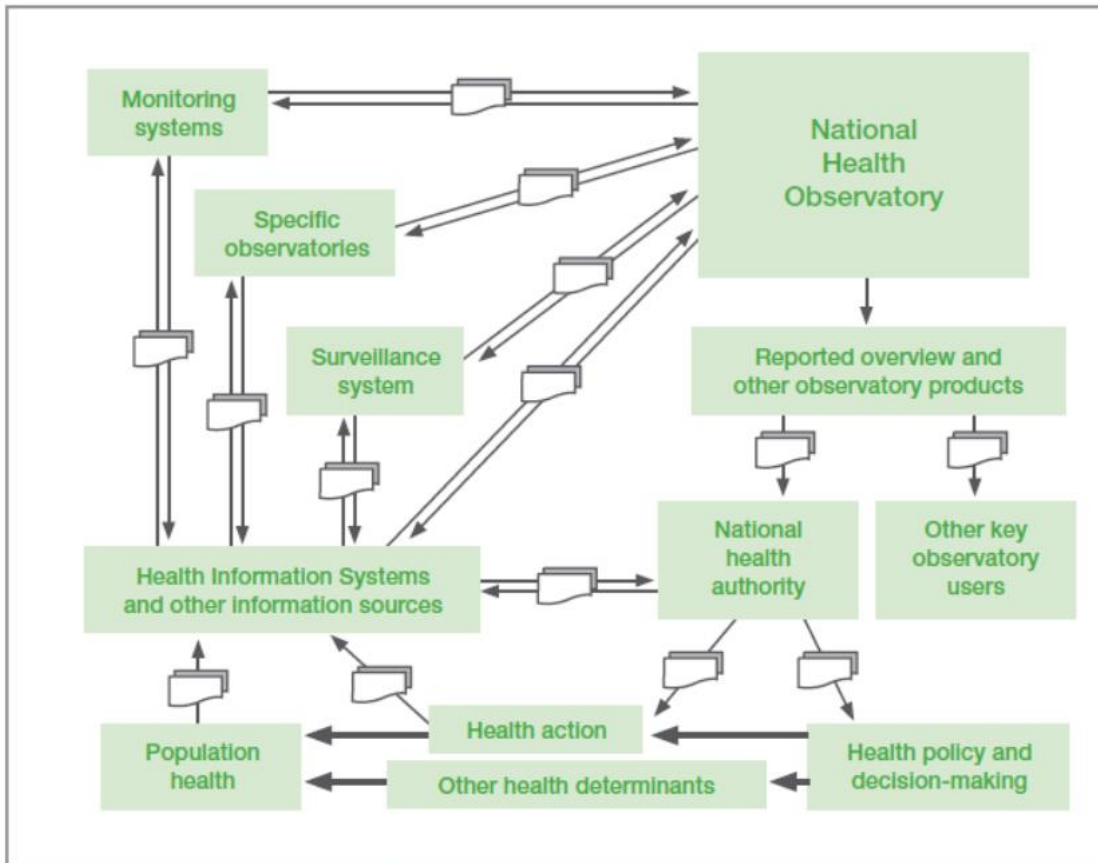 Monitoring
systems
National
Health
Observatory
Specific
observatories
Surveillance
system
Reported overview and
other observatory products
National
health
authority
Other key
observatory
users
Health Information Systems
and other information sources
Population
health
Health action
Other health determinants
Health policy and
decision-making